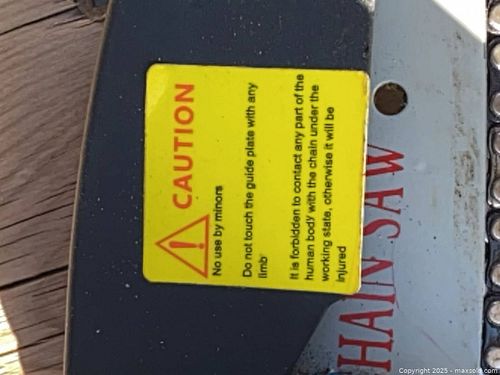 CAUTION
No use by minors
Do not touch the guide plate with any
limb
It is forbidden to contact any part of the
human body with the chain under the
working state, otherwise it will be
injured
HAIN SAW
Copyright 2025 - maxsold.com